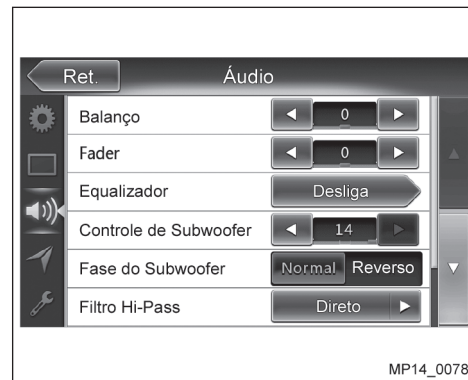 Ret. Áudio
Balanço 0
Fader 0
Equalizador Desliga
Controle de Subwoofer 14
Fase do Subwoofer Normal Reverso
Filtro Hi-Pass Direto
MP14_0078